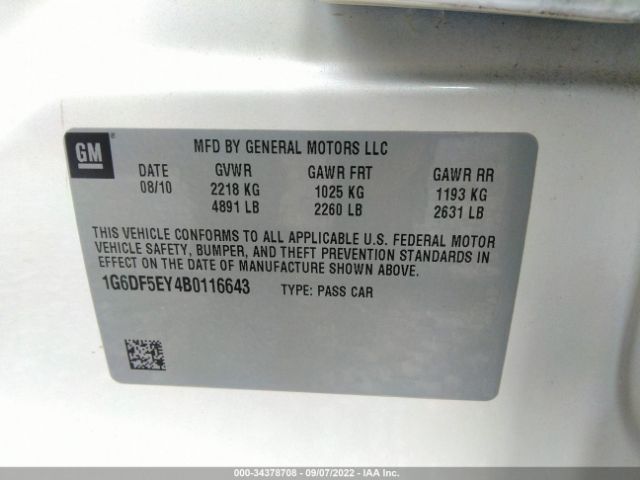 GM
MFD BY GENERAL MOTORS LLC
DATE GVWR GAWR FRT GAWR RR
08/10 2218 KG 1025 KG 1193 KG
4891 LB 2260 LB 2631 LB
THIS VEHICLE CONFORMS TO ALL APPLICABLE U.S. FEDERAL MOTOR
VEHICLE SAFETY, BUMPER, AND THEFT PREVENTION STANDARDS IN
EFFECT ON THE DATE OF MANUFACTURE SHOWN ABOVE.
1G6DF5EY4B0116643 TYPE: PASS CAR
000-34378708 - 09/07/2022 - IAAI.com